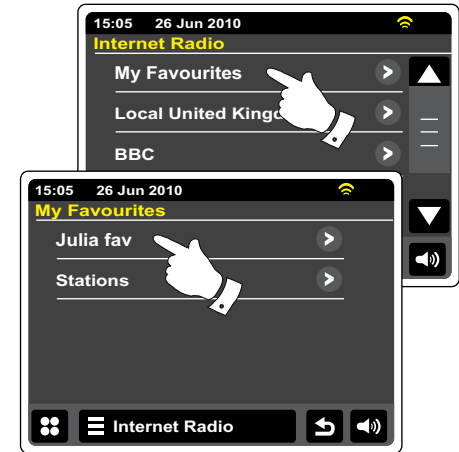 15:05 26 Jun 2010
Internet Radio
My Favourites
Local United Kingd
BBC
15:05 26 Jun 2010
My Favourites
Julia fav
Stations
Internet Radio